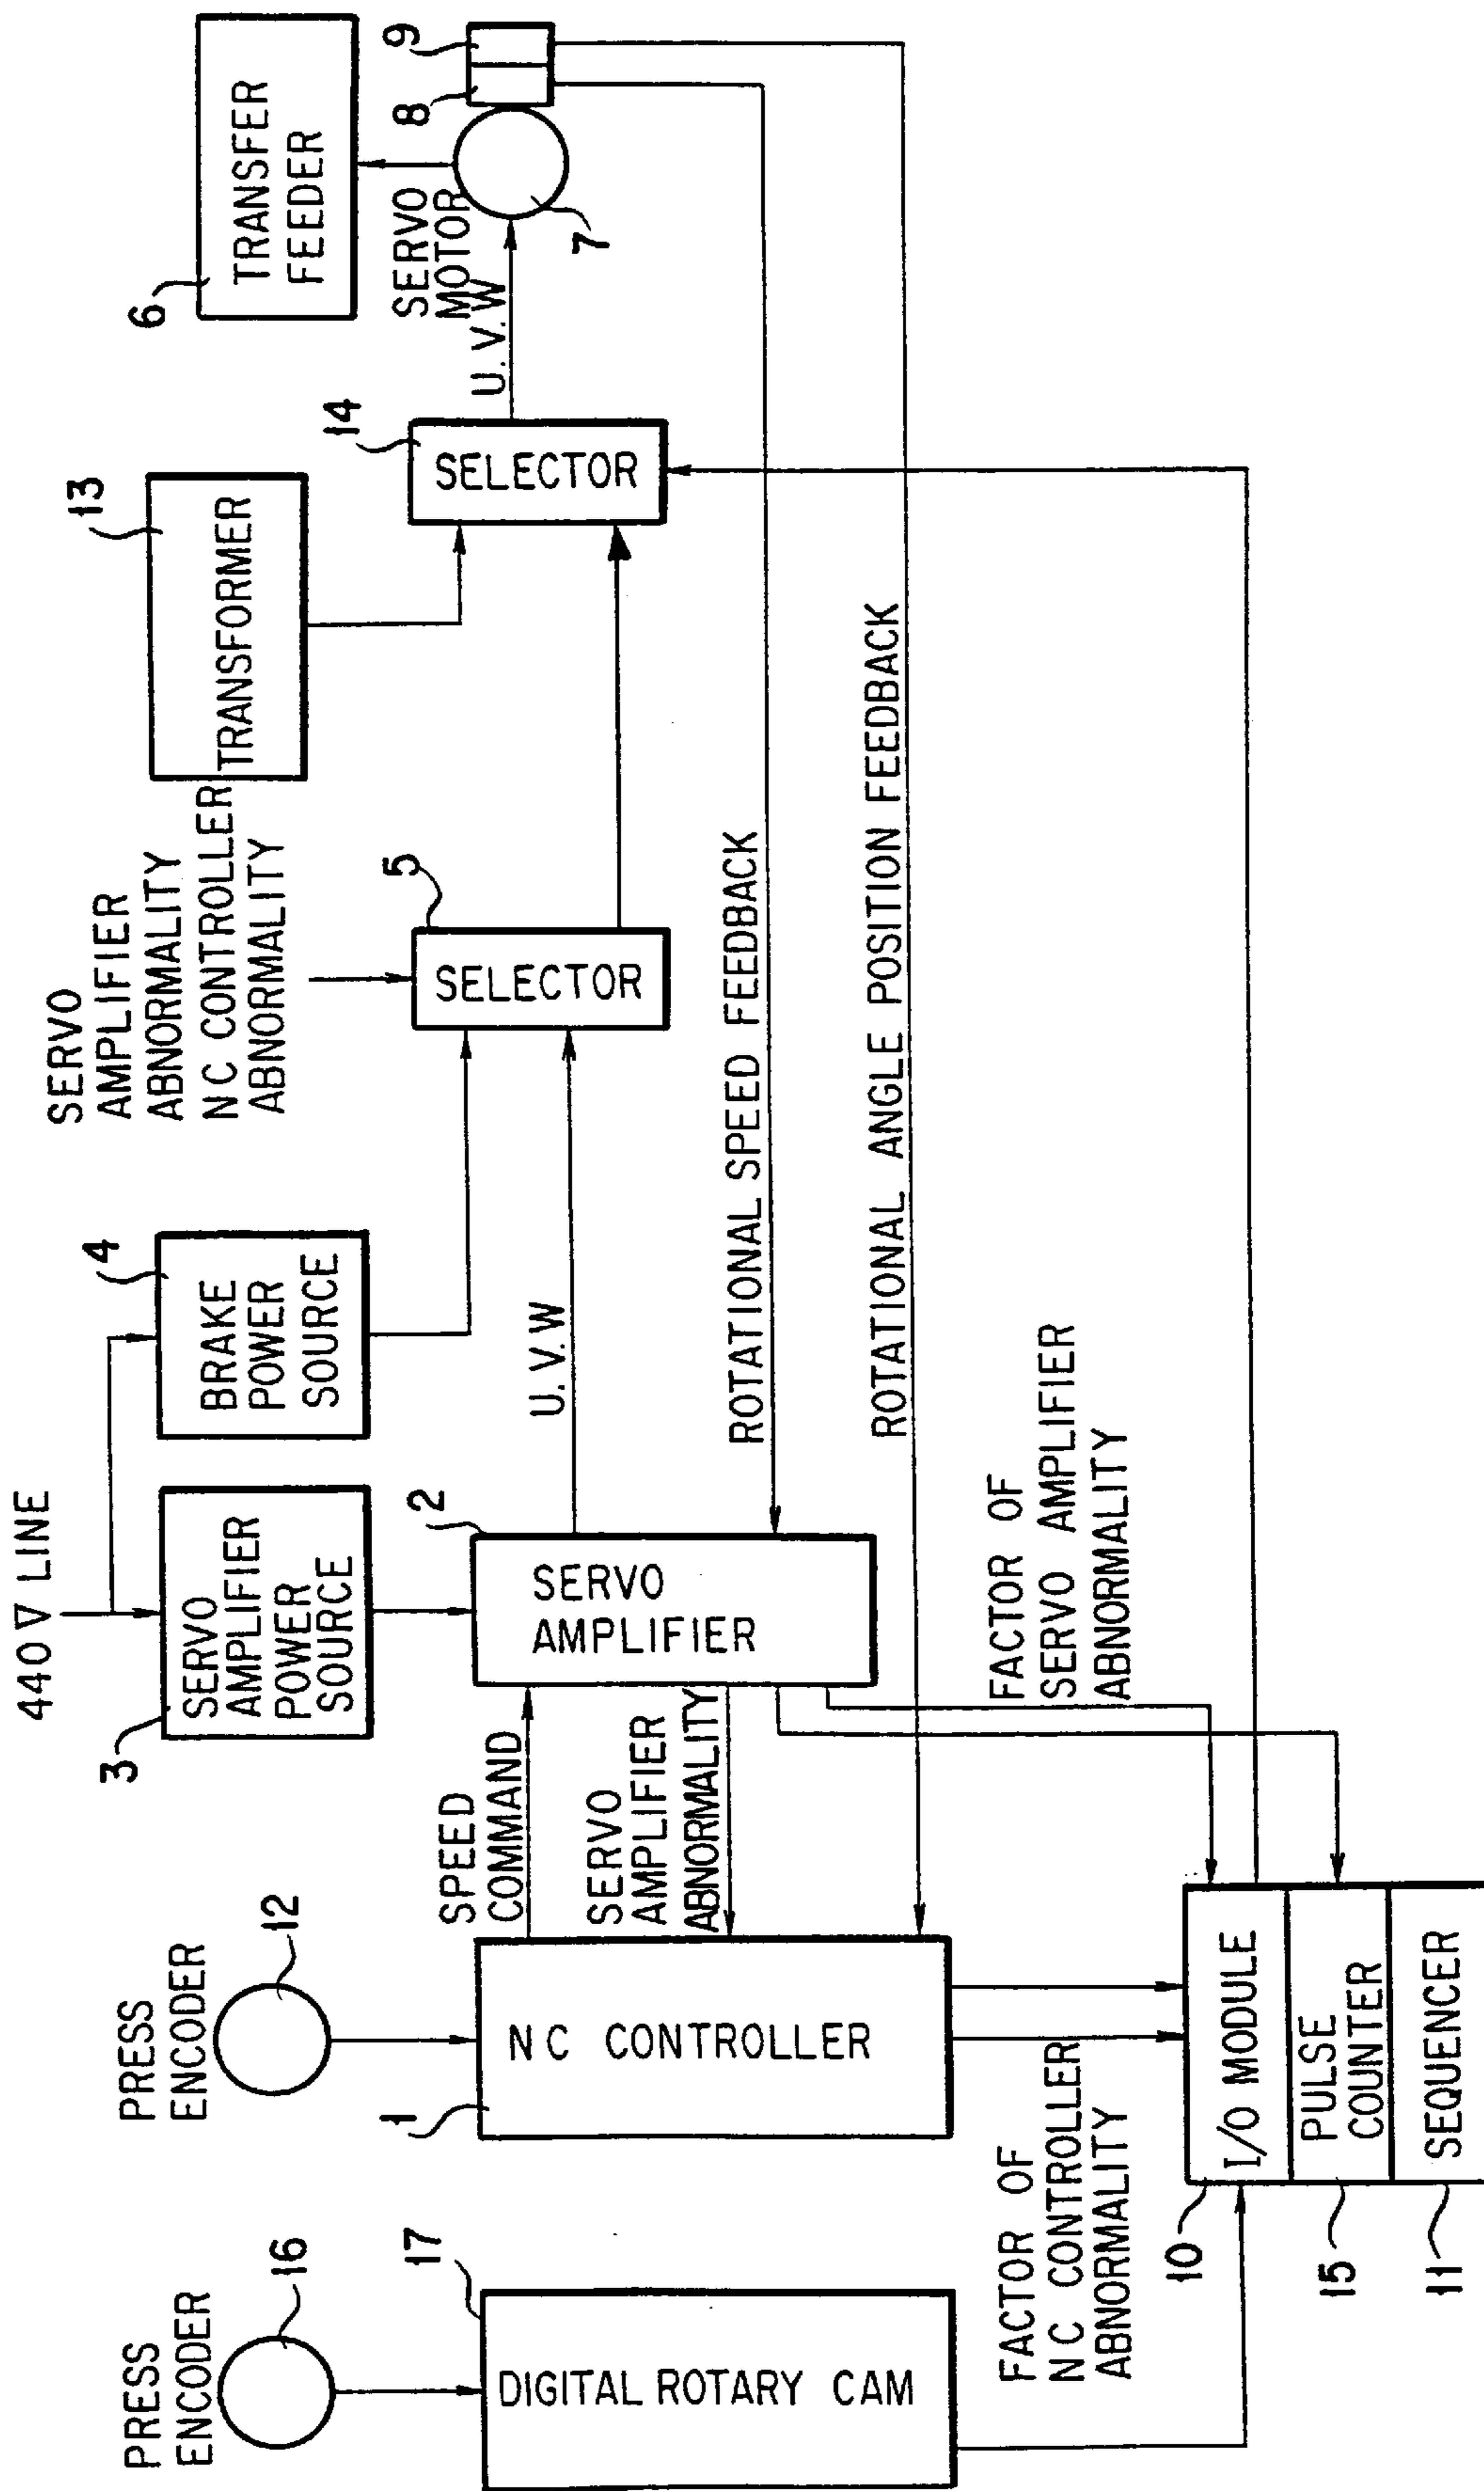 440V LINE
3
SERVO
AMPLIFIER
POWER
SOURCE
4
BRAKE
POWER
SOURCE
SERVO
AMPLIFIER
ABNORMALITY
NC CONTROLLER
ABNORMALITY
13
TRANSFORMER
6
TRANSFER
FEEDER
PRESS
ENCODER
16
PRESS
ENCODER
12
SPEED
COMMAND
2
SERVO
AMPLIFIER
U. V. W
5
SELECTOR
14
SELECTOR
SERVO
MOTOR
U. V. W
7
8
9
17
DIGITAL ROTARY CAM
1
NC CONTROLLER
SERVO
AMPLIFIER
ABNORMALITY
ROTATIONAL SPEED FEEDBACK
ROTATIONAL ANGLE POSITION FEEDBACK
FACTOR OF
NC CONTROLLER
ABNORMALITY
FACTOR OF
SERVO AMPLIFIER
ABNORMALITY
10
I/O MODULE
15
PULSE
COUNTER
11
SEQUENCER